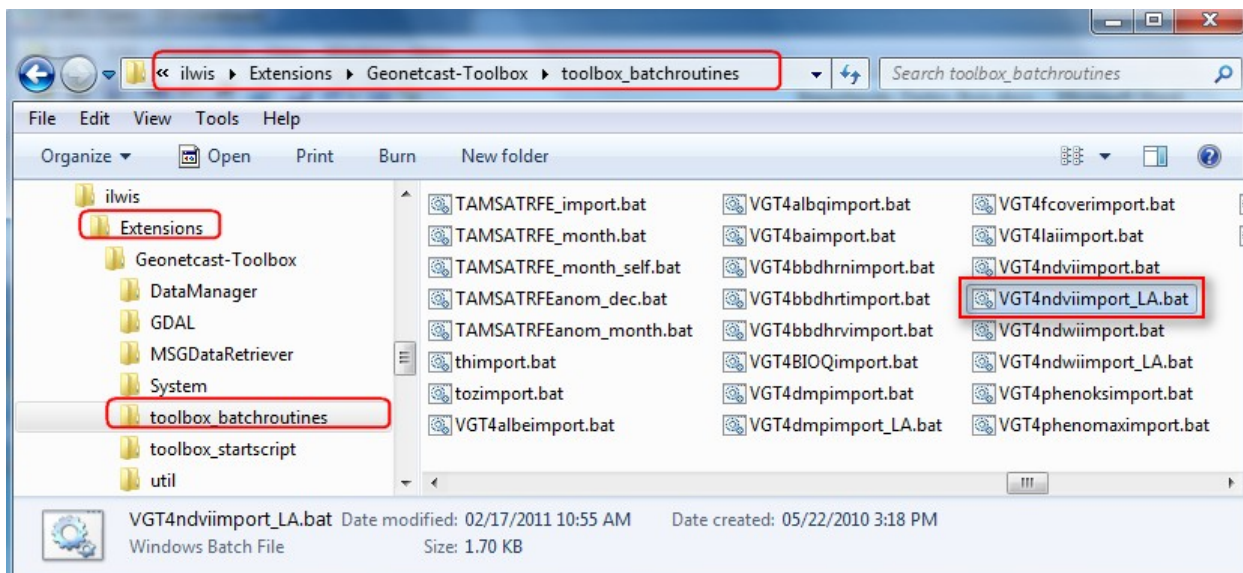 « ilwis ▸ Extensions ▸ Geonetcast-Toolbox ▸ toolbox_batchroutines
Search toolbox_batchroutines
File Edit View Tools Help
Organize Open Print Burn New folder
ilwis
Extensions
Geonetcast-Toolbox
DataManager
GDAL
MSGDataRetriever
System
toolbox_batchroutines
toolbox_startscript
util
TAMSATRFE_import.bat
TAMSATRFE_month.bat
TAMSATRFE_month_self.bat
TAMSATRFEanom_dec.bat
TAMSATRFEanom_month.bat
thimport.bat
tozimport.bat
VGT4albeimport.bat
VGT4albqimport.bat
VGT4baimport.bat
VGT4bbdhrnimport.bat
VGT4bbdhrtimport.bat
VGT4bbdhrvimport.bat
VGT4BIOQimport.bat
VGT4dmpimport.bat
VGT4dmpimport_LA.bat
VGT4fcoverimport.bat
VGT4laiimport.bat
VGT4ndviimport.bat
VGT4ndviimport_LA.bat
VGT4ndwiimport.bat
VGT4ndwiimport_LA.bat
VGT4phenoksimport.bat
VGT4phenomaximport.bat
VGT4ndviimport_LA.bat Date modified: 02/17/2011 10:55 AM Date created: 05/22/2010 3:18 PM
Windows Batch File Size: 1.70 KB